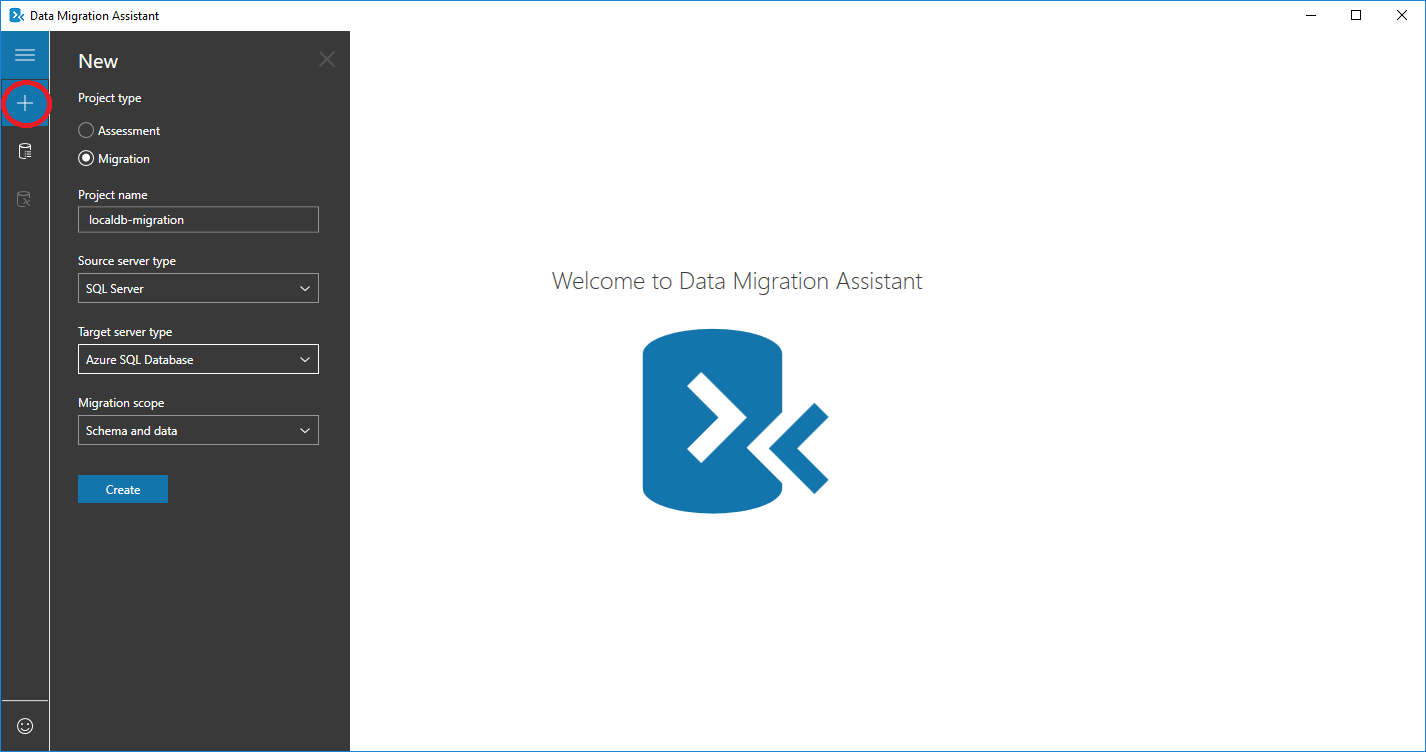 Data Migration Assistant
New
Project type
Assessment
Migration
Project name
localdb-migration
Source server type
SQL Server
Target server type
Azure SQL Database
Migration scope
Schema and data
Create
Welcome to Data Migration Assistant